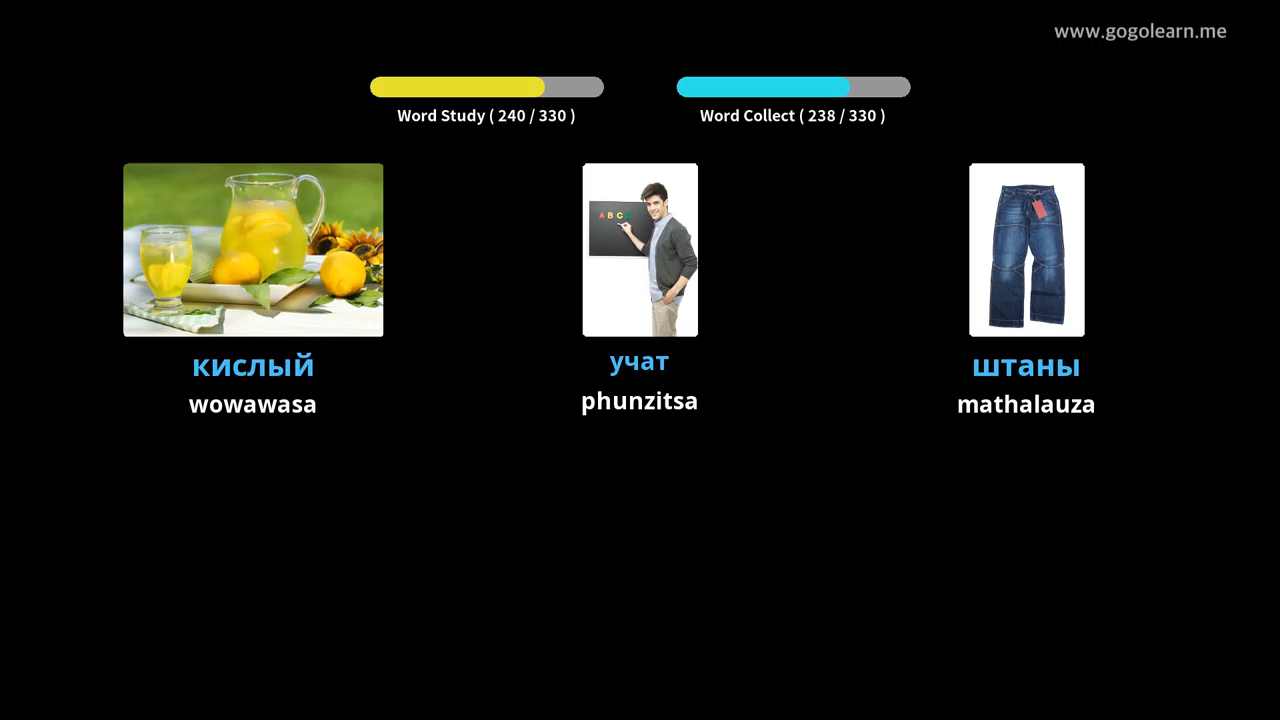 www.gogolearn.me
Word Study ( 240 / 330 )
Word Collect ( 238 / 330 )
A B C
кислый
учат
штаны
wowawasa
phunzitsa
mathalauza